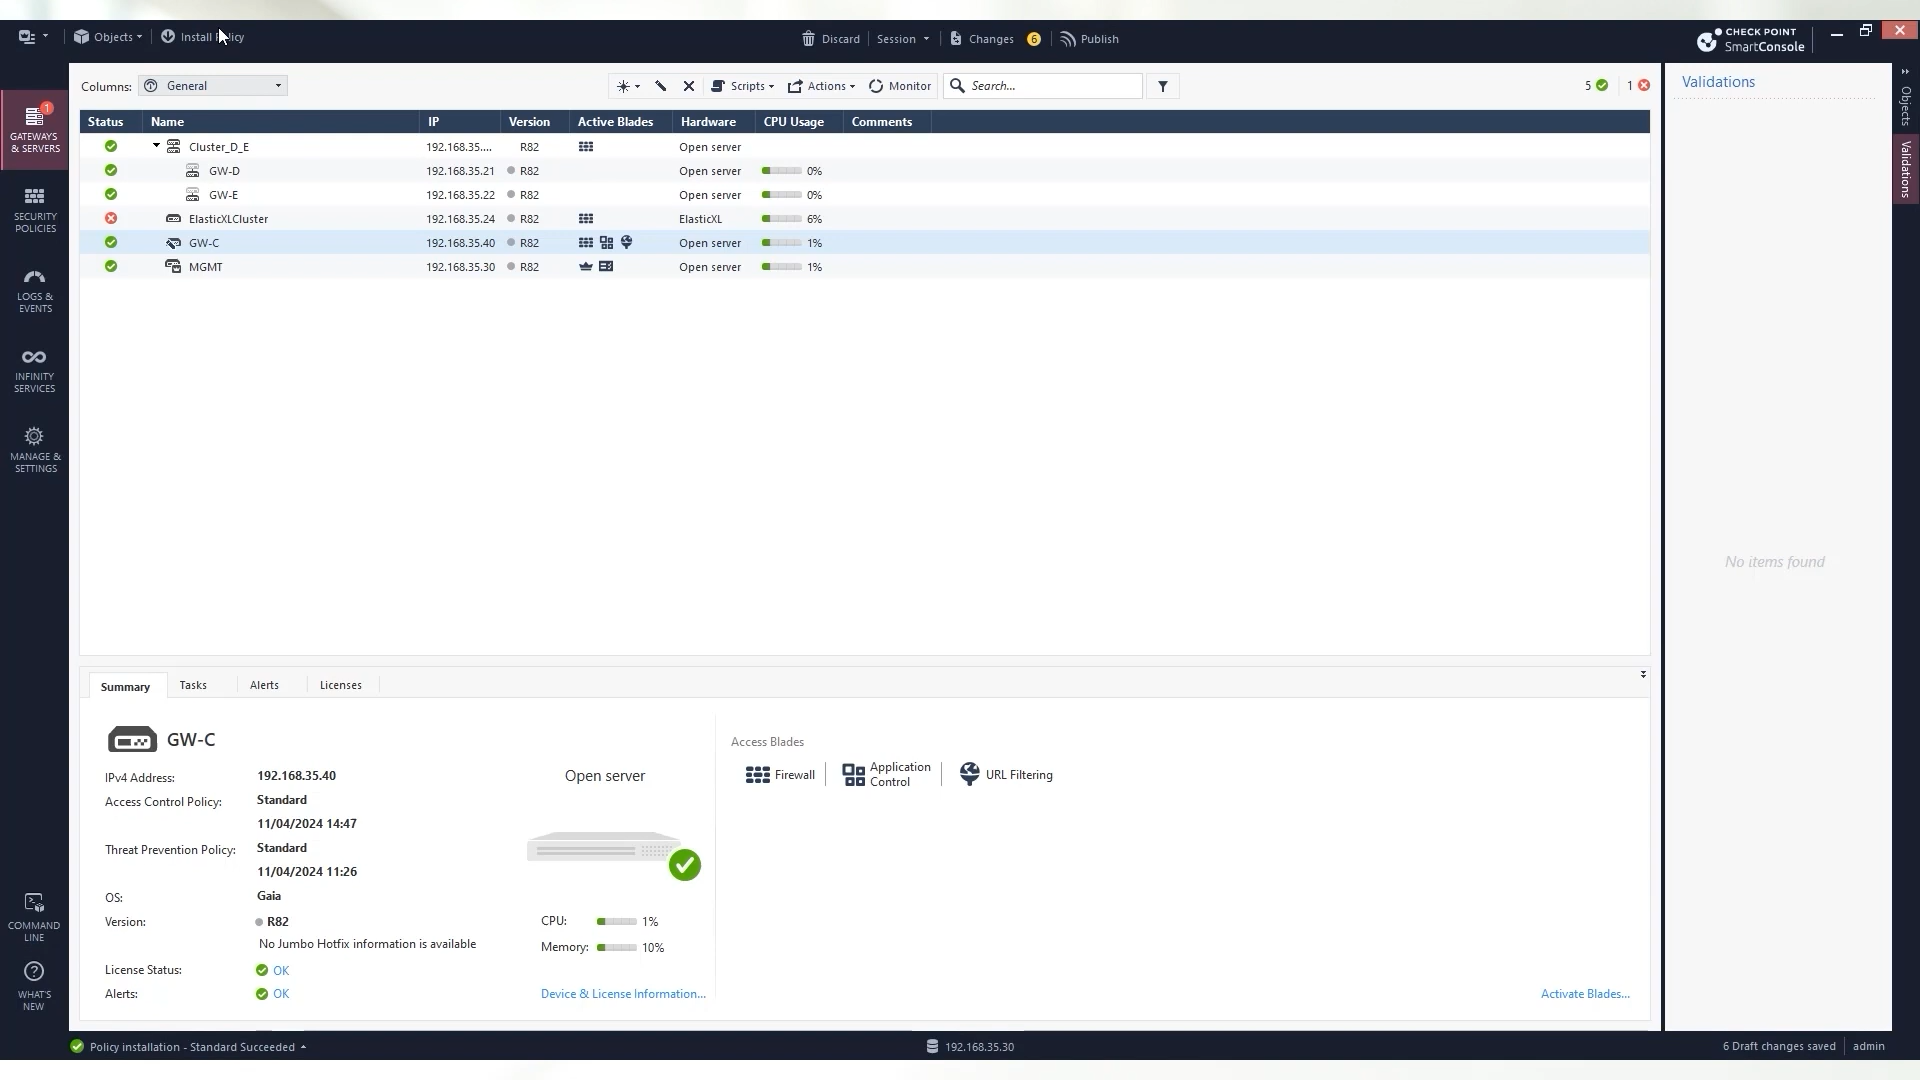 Objects
Install Policy
Discard
Session
Changes
6
Publish
CHECK POINT
SmartConsole
Columns:
General
Scripts
Actions
Monitor
Search...
5
1
Validations
Objects
Validations
1
GATEWAYS
& SERVERS
SECURITY
POLICIES
LOGS &
EVENTS
INFINITY
SERVICES
MANAGE &
SETTINGS
COMMAND
LINE
WHAT'S
NEW
Status Name IP Version Active Blades Hardware CPU Usage Comments
Cluster_D_E 192.168.35.... R82 Open server
GW-D 192.168.35.21 R82 Open server 0%
GW-E 192.168.35.22 R82 Open server 0%
ElasticXLCluster 192.168.35.24 R82 ElasticXL 6%
GW-C 192.168.35.40 R82 Open server 1%
MGMT 192.168.35.30 R82 Open server 1%
No items found
Summary Tasks Alerts Licenses
GW-C
IPv4 Address: 192.168.35.40
Access Control Policy: Standard
11/04/2024 14:47
Threat Prevention Policy: Standard
11/04/2024 11:26
OS: Gaia
Version: R82
No Jumbo Hotfix information is available
License Status: OK
Alerts: OK
Open server
CPU: 1%
Memory: 10%
Device & License Information...
Access Blades
Firewall
Application
Control
URL Filtering
Activate Blades...
Policy installation - Standard Succeeded
192.168.35.30
6 Draft changes saved
admin